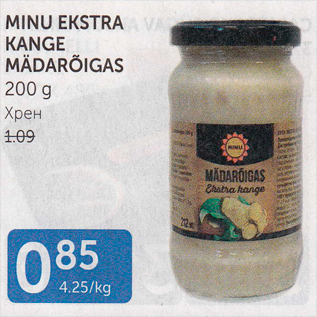 MINU EKSTRA
KANGE
MÄDARÕIGAS
200 g
Хрен
1.09
0 85
4.25/kg
MINU
MÄDARÕIGAS
Ekstra kange